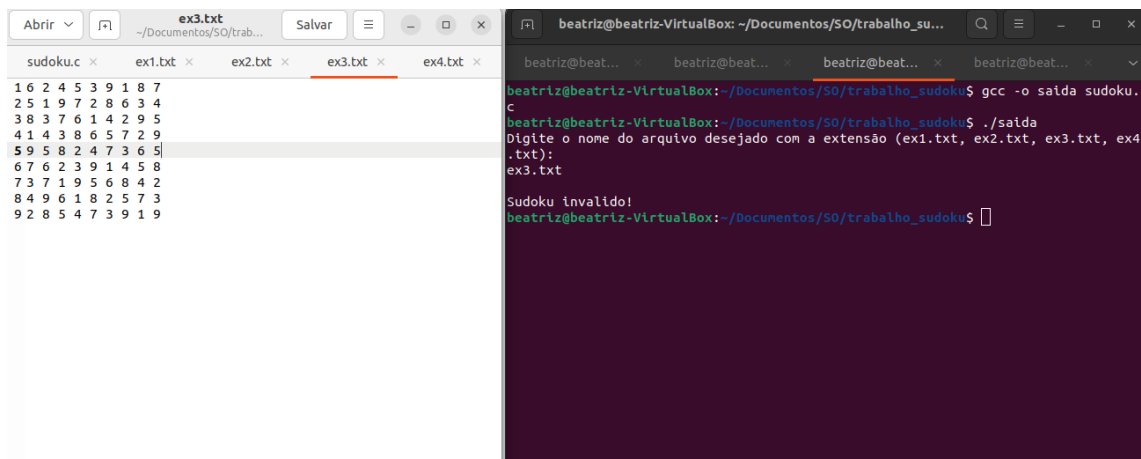 Abrir
ex3.txt
~/Documentos/SO/trab...
Salvar
sudoku.c × ex1.txt × ex2.txt × ex3.txt × ex4.txt ×
1 6 2 4 5 3 9 1 8 7
2 5 1 9 7 2 8 6 3 4
3 8 3 7 6 1 4 2 9 5
4 1 4 3 8 6 5 7 2 9
5 9 5 8 2 4 7 3 6 5
6 7 6 2 3 9 1 4 5 8
7 3 7 1 9 5 6 8 4 2
8 4 9 6 1 8 2 5 7 3
9 2 8 5 4 7 3 9 1 9
beatriz@beatriz-VirtualBox: ~/Documentos/SO/trabalho_su...
beatriz@beat... × beatriz@beat... × beatriz@beat... × beatriz@beat... ×
beatriz@beatriz-VirtualBox:~/Documentos/SO/trabalho_sudoku$ gcc -o saida sudoku.
c
beatriz@beatriz-VirtualBox:~/Documentos/SO/trabalho_sudoku$ ./saida
Digite o nome do arquivo desejado com a extensão (ex1.txt, ex2.txt, ex3.txt, ex4
.txt):
ex3.txt
Sudoku invalido!
beatriz@beatriz-VirtualBox:~/Documentos/SO/trabalho_sudoku$